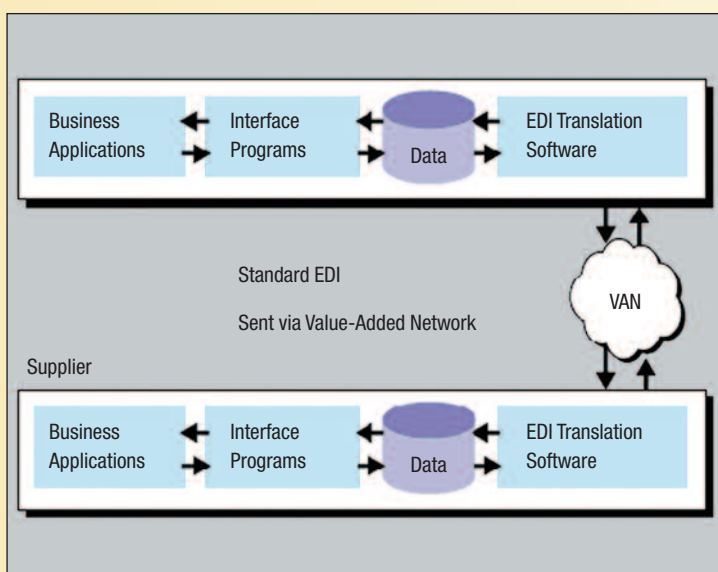 Business
Applications
Interface
Programs
Data
EDI Translation
Software
Standard EDI
Sent via Value-Added Network
VAN
Supplier
Business
Applications
Interface
Programs
Data
EDI Translation
Software